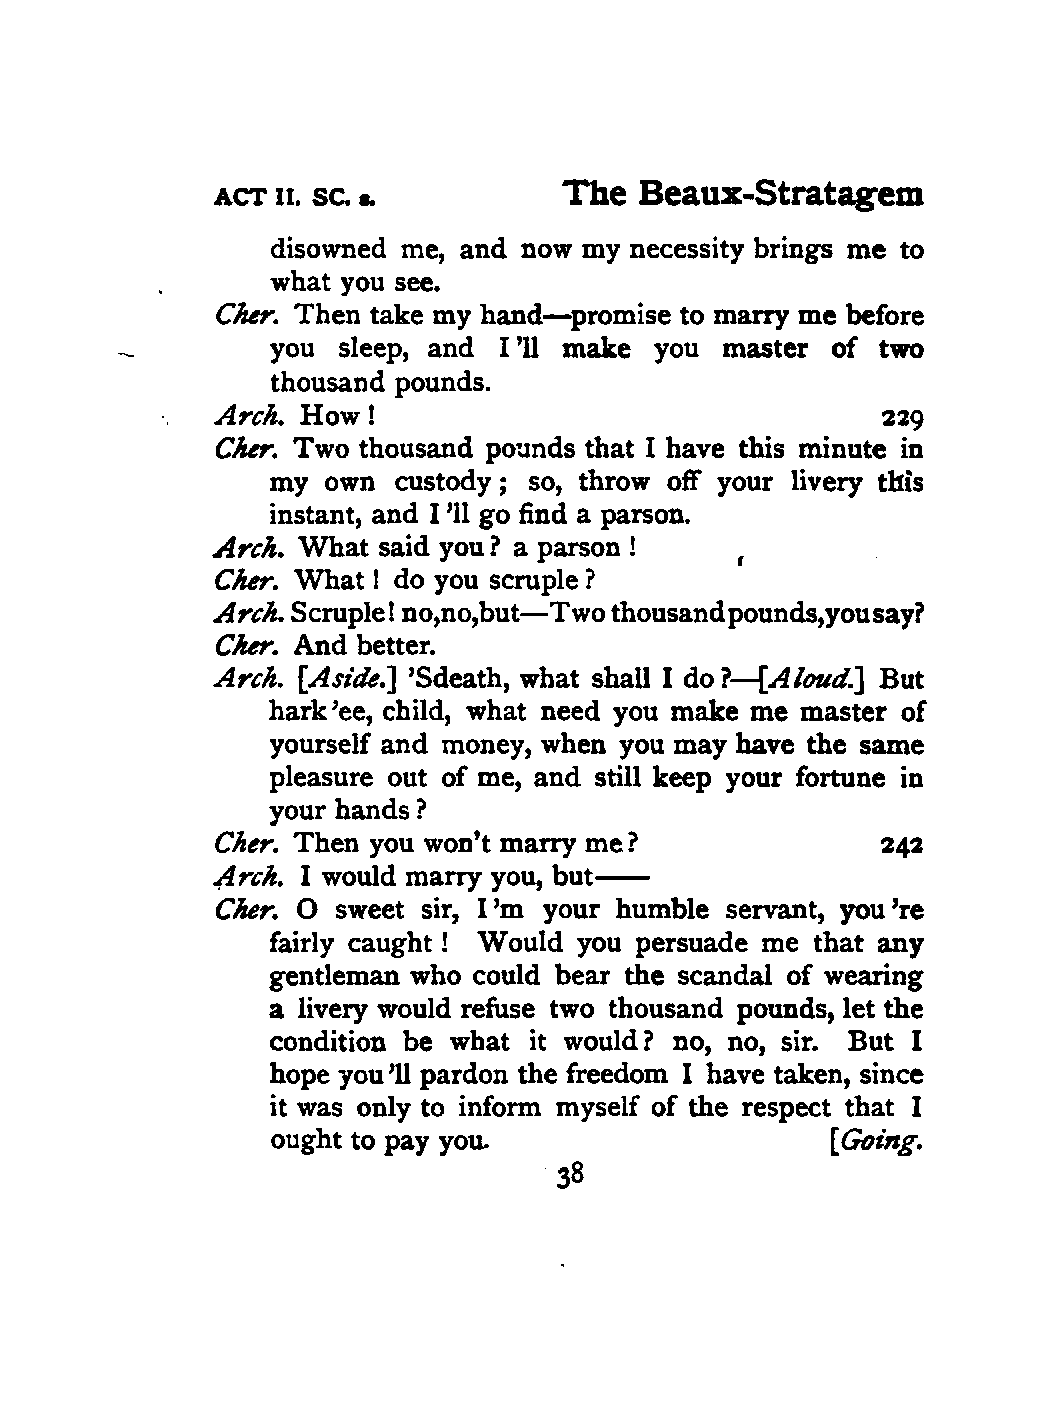 ACT II. SC. 2. The Beaux-Stratagem
disowned me, and now my necessity brings me to
what you see.
Cher. Then take my hand—promise to marry me before
you sleep, and I 'll make you master of two
thousand pounds.
Arch. How! 229
Cher. Two thousand pounds that I have this minute in
my own custody; so, throw off your livery this
instant, and I 'll go find a parson.
Arch. What said you? a parson!
Cher. What! do you scruple?
Arch. Scruple! no, no, but—Two thousand pounds, you say?
Cher. And better.
Arch. [Aside.] 'Sdeath, what shall I do?—[Aloud.] But
hark 'ee, child, what need you make me master of
yourself and money, when you may have the same
pleasure out of me, and still keep your fortune in
your hands?
Cher. Then you won't marry me? 242
Arch. I would marry you, but——
Cher. O sweet sir, I 'm your humble servant, you 're
fairly caught! Would you persuade me that any
gentleman who could bear the scandal of wearing
a livery would refuse two thousand pounds, let the
condition be what it would? no, no, sir. But I
hope you 'll pardon the freedom I have taken, since
it was only to inform myself of the respect that I
ought to pay you. [Going.
38